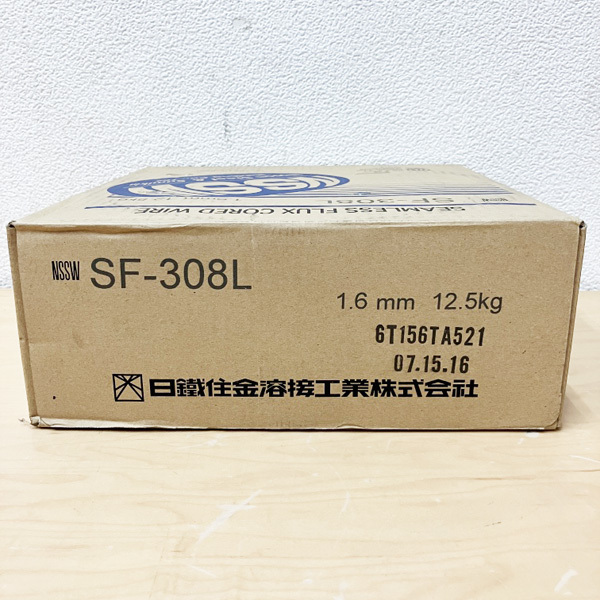 SEAMLESS FLUX CORED WIRE
SF-308L
NSSW SF-308L
1.6 mm 12.5kg
6T156TA521
07.15.16
日鐵住金溶接工業株式会社